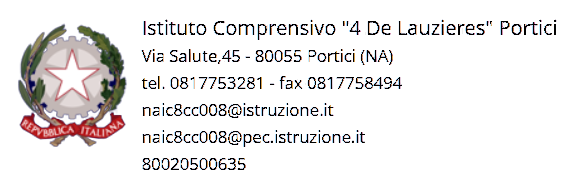 Istituto Comprensivo "4 De Lauzieres" Portici
Via Salute,45 - 80055 Portici (NA)
tel. 0817753281 - fax 0817758494
naic8cc008@istruzione.it
naic8cc008@pec.istruzione.it
80020500635
REPVBBLICA ITALIANA